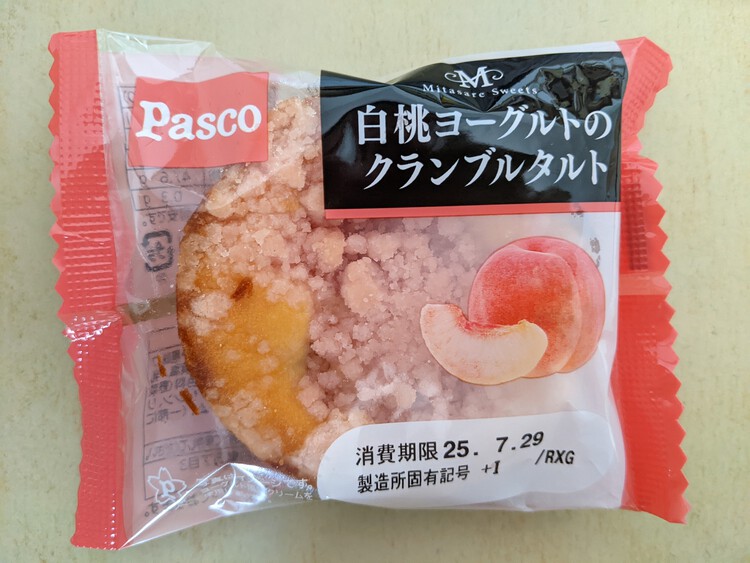 Pasco
M
Mitasare Sweets
白桃ヨーグルトの
クランブルタルト
消費期限 25. 7.29
製造所固有記号 +I /RXG